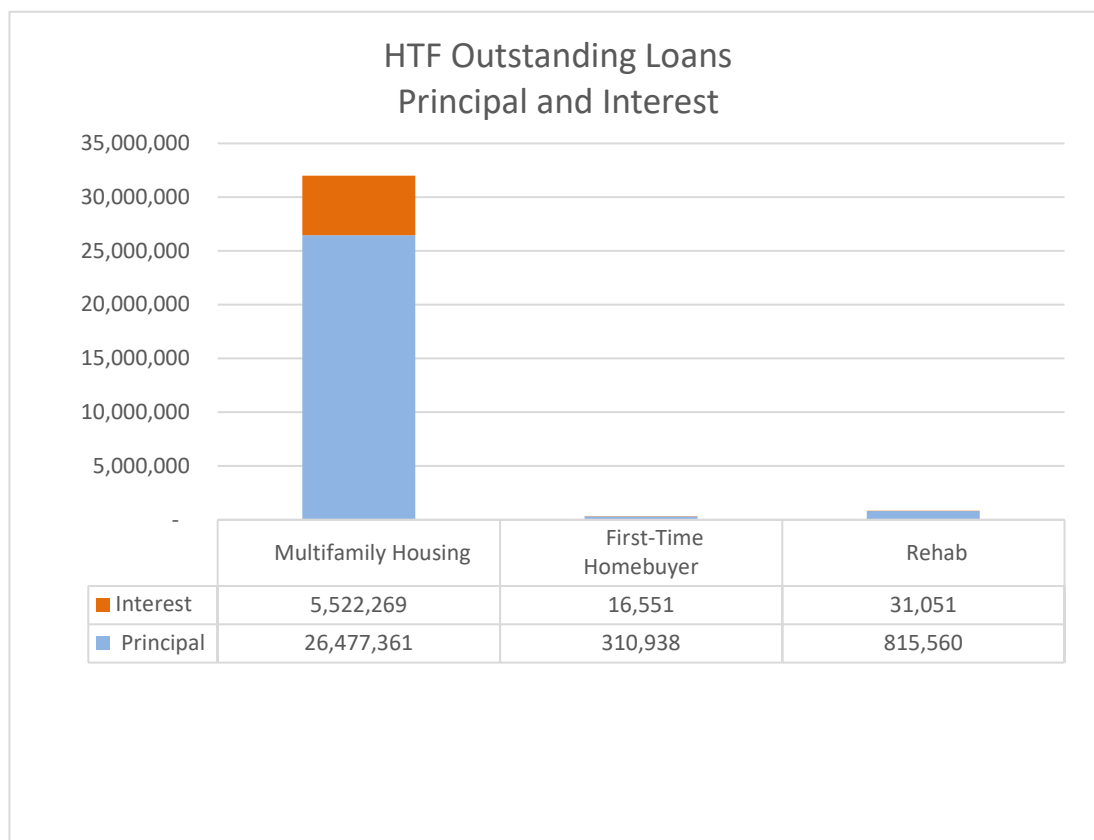 HTF Outstanding Loans
Principal and Interest
35,000,000
30,000,000
25,000,000
20,000,000
15,000,000
10,000,000
5,000,000
-
Multifamily Housing First-Time Homebuyer Rehab
Interest 5,522,269 16,551 31,051
Principal 26,477,361 310,938 815,560